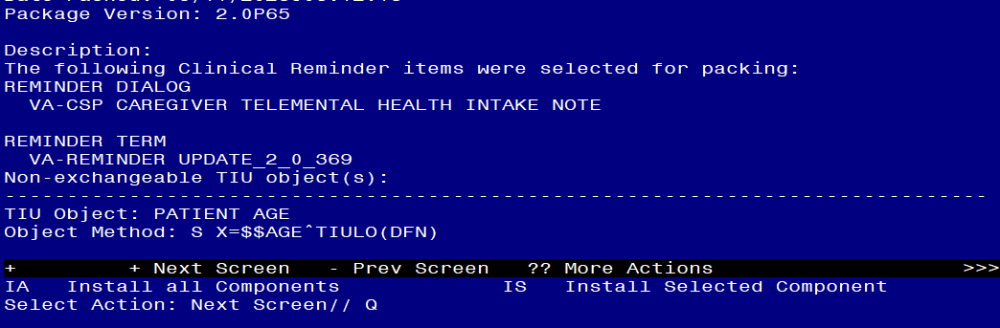 Package Version: 2.0P65
Description:
The following Clinical Reminder items were selected for packing:
REMINDER DIALOG
VA-CSP CAREGIVER TELEMENTAL HEALTH INTAKE NOTE
REMINDER TERM
VA-REMINDER UPDATE_2_0_369
Non-exchangeable TIU object(s):
-------------------------------------------------------------------------------
TIU Object: PATIENT AGE
Object Method: S X=$$AGE^TIULO(DFN)
+ + Next Screen - Prev Screen ?? More Actions >>>
IA Install all Components IS Install Selected Component
Select Action: Next Screen// Q